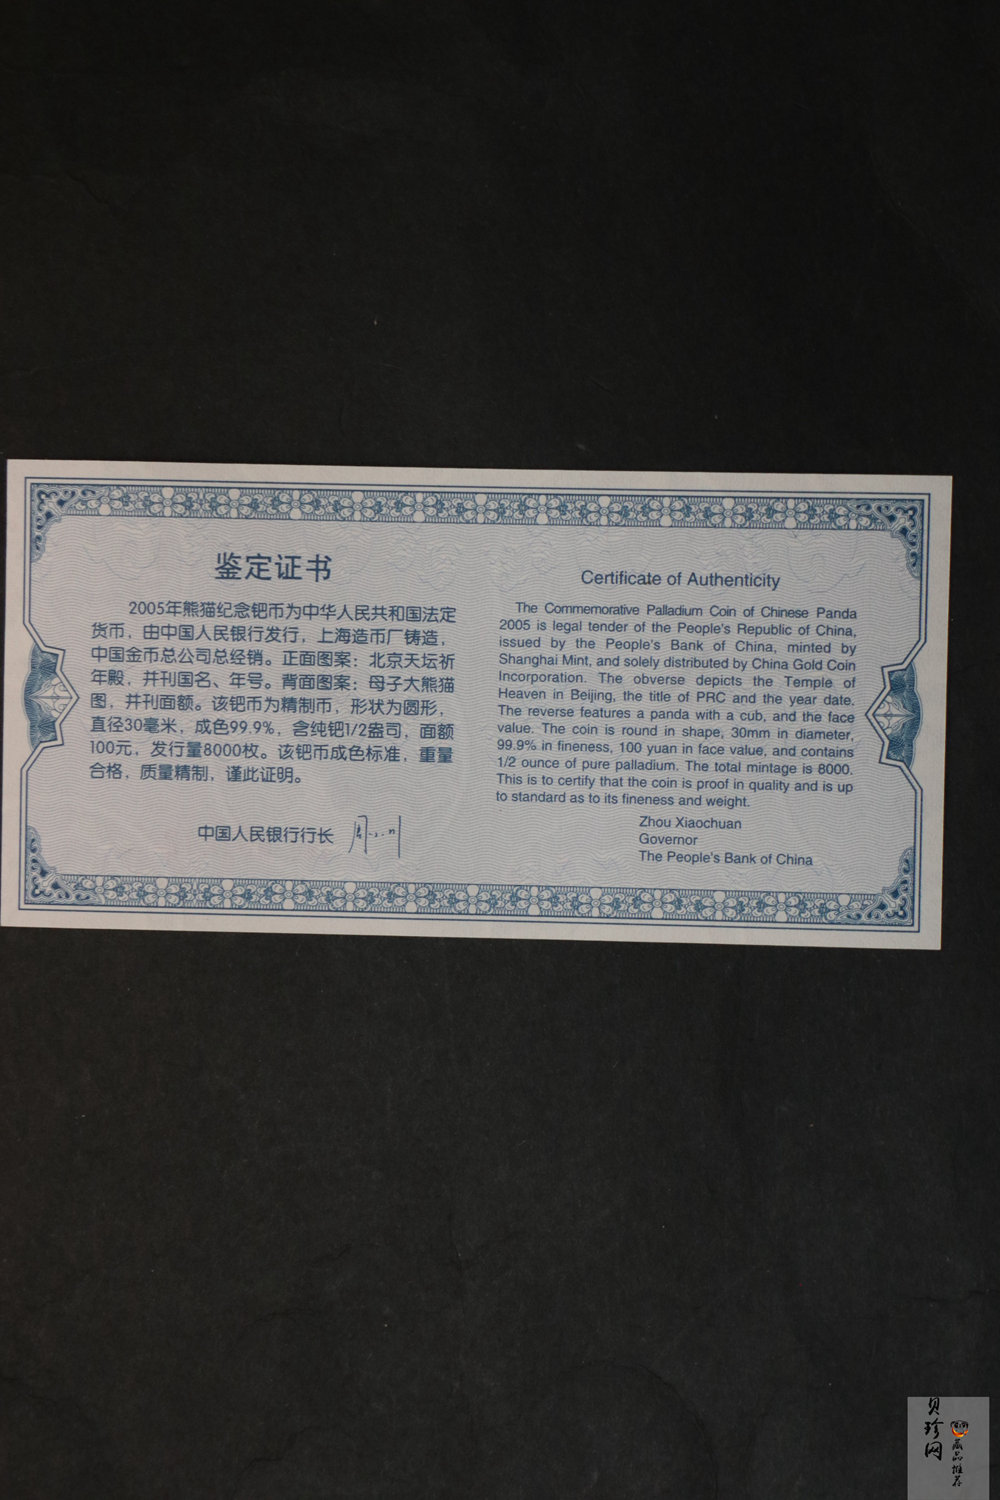 鉴定证书
2005年熊猫纪念钯币为中华人民共和国法定
货币，由中国人民银行发行，上海造币厂铸造，
中国金币总公司总经销。正面图案：北京天坛祈
年殿，并刊国名、年号。背面图案：母子大熊猫
图，并刊面额。该钯币为精制币，形状为圆形，
直径30毫米，成色99.9%，含纯钯1/2盎司，面额
100元，发行量8000枚。该钯币成色标准，重量
合格，质量精制，谨此证明。
中国人民银行行长
Certificate of Authenticity
The Commemorative Palladium Coin of Chinese Panda
2005 is legal tender of the People's Republic of China,
issued by the People's Bank of China, minted by
Shanghai Mint, and solely distributed by China Gold Coin
Incorporation. The obverse depicts the Temple of
Heaven in Beijing, the title of PRC and the year date.
The reverse features a panda with a cub, and the face
value. The coin is round in shape, 30mm in diameter,
99.9% in fineness, 100 yuan in face value, and contains
1/2 ounce of pure palladium. The total mintage is 8000.
This is to certify that the coin is proof in quality and is up
to standard as to its fineness and weight.
Zhou Xiaochuan
Governor
The People's Bank of China
贝珍网
藏品推荐